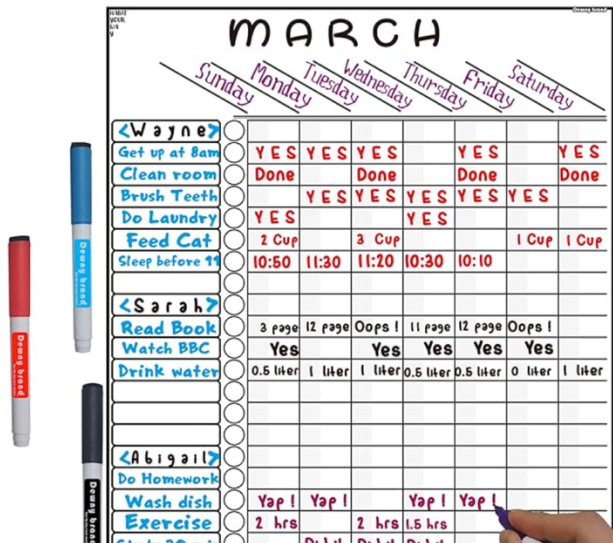 Dewny brand
MARCH
Sunday Monday Tuesday Wednesday Thursday Friday Saturday
<Wayne>
Get up at 8am YES YES YES YES YES
Clean room Done Done Done Done
Brush Teeth YES YES YES YES YES
Do Laundry YES YES
Feed Cat 2 Cup 3 Cup 1 Cup 1 Cup
Sleep before 11 10:50 11:30 11:20 10:30 10:10
<Sarah>
Read Book 3 page 12 page Oops ! 11 page 12 page Oops !
Watch BBC Yes Yes Yes Yes Yes
Drink water 0.5 liter 1 liter 1 liter 0.5 liter 0.5 liter 0 liter 1 liter
<Abigail>
Do Homework
Wash dish Yap ! Yap ! Yap ! Yap !
Exercise 2 hrs 2 hrs 1.5 hrs
Dewny brand
Dewny brand
Dewny brand